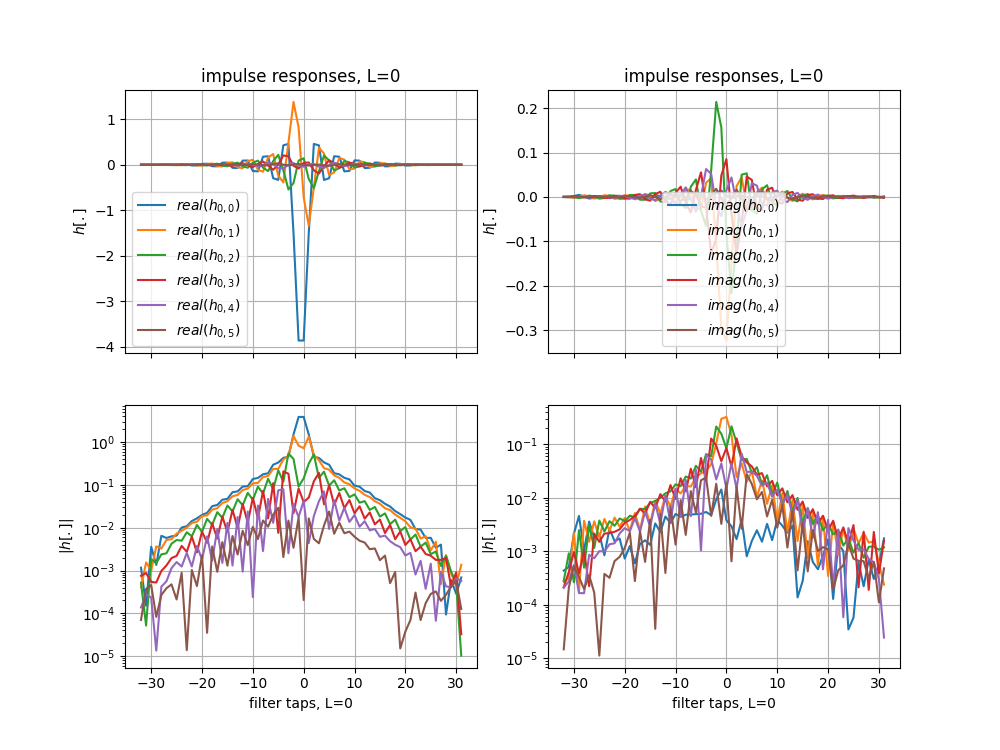 impulse responses, L=0
1
0
−1
−2
−3
−4
h[.]
real(h0,0)
real(h0,1)
real(h0,2)
real(h0,3)
real(h0,4)
real(h0,5)
impulse responses, L=0
0.2
0.1
0.0
−0.1
−0.2
−0.3
h[.]
imag(h0,0)
imag(h0,1)
imag(h0,2)
imag(h0,3)
imag(h0,4)
imag(h0,5)
10^0
10^−1
10^−2
10^−3
10^−4
10^−5
|h[.]|
−30 −20 −10 0 10 20 30
filter taps, L=0
10^−1
10^−2
10^−3
10^−4
10^−5
|h[.]|
−30 −20 −10 0 10 20 30
filter taps, L=0